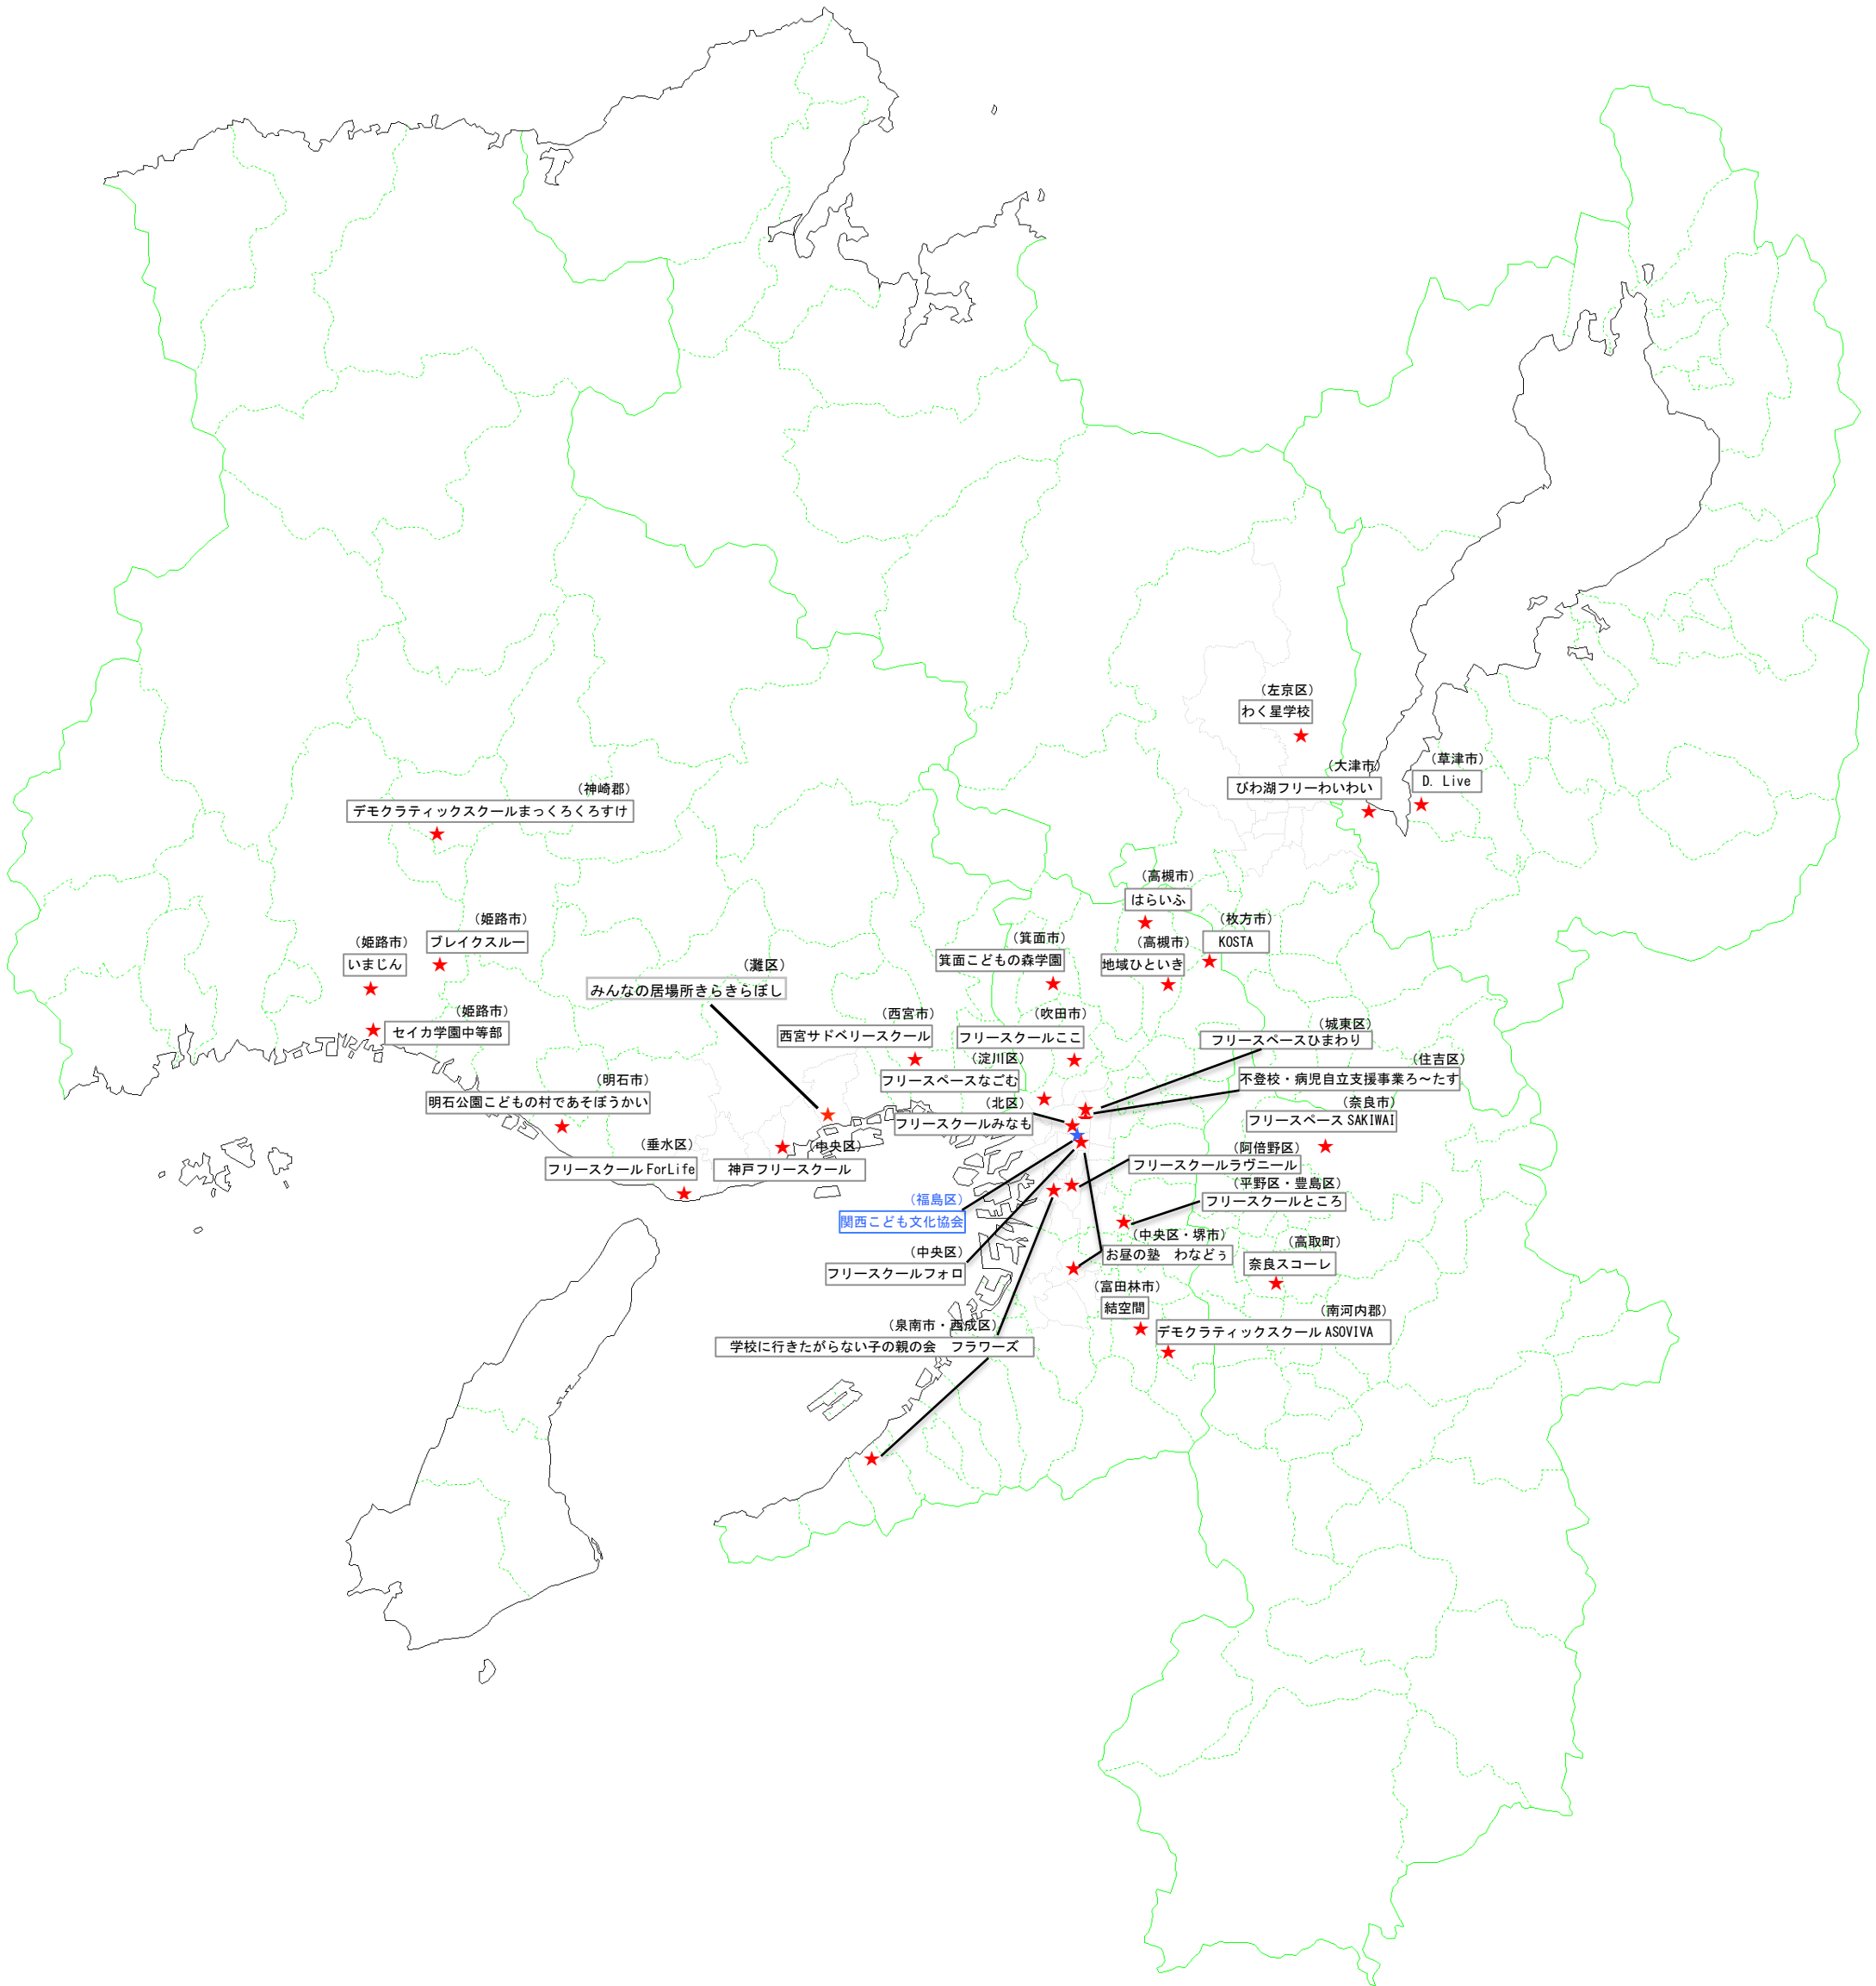 （左京区）
わく星学校
（大津市）
びわ湖フリーわいわい
（草津市）
D. Live
（神崎郡）
デモクラティックスクールまっくろくろすけ
（高槻市）
はらいふ
（姫路市）
ブレイクスルー
（枚方市）
KOSTA
（姫路市）
いまじん
（箕面市）
箕面こどもの森学園
（高槻市）
地域ひといき
（灘区）
みんなの居場所きらきらぼし
（姫路市）
セイカ学園中等部
（西宮市）
西宮サドベリースクール
（吹田市）
フリースクールここ
（城東区）
フリースペースひまわり
（淀川区）
フリースペースなごむ
（住吉区）
不登校・病児自立支援事業ろ～たす
（明石市）
明石公園こどもの村であそぼうかい
（北区）
フリースクールみなも
（奈良市）
フリースペース SAKIWAI
（垂水区）
フリースクール ForLife
（中央区）
神戸フリースクール
（阿倍野区）
フリースクールラヴニール
（平野区・豊島区）
フリースクールところ
（福島区）
関西こども文化協会
（中央区・堺市）
お昼の塾　わなどぅ
（高取町）
奈良スコーレ
（中央区）
フリースクールフォロ
（富田林市）
結空間
（南河内郡）
デモクラティックスクール ASOVIVA
（泉南市・西成区）
学校に行きたがらない子の親の会　フラワーズ